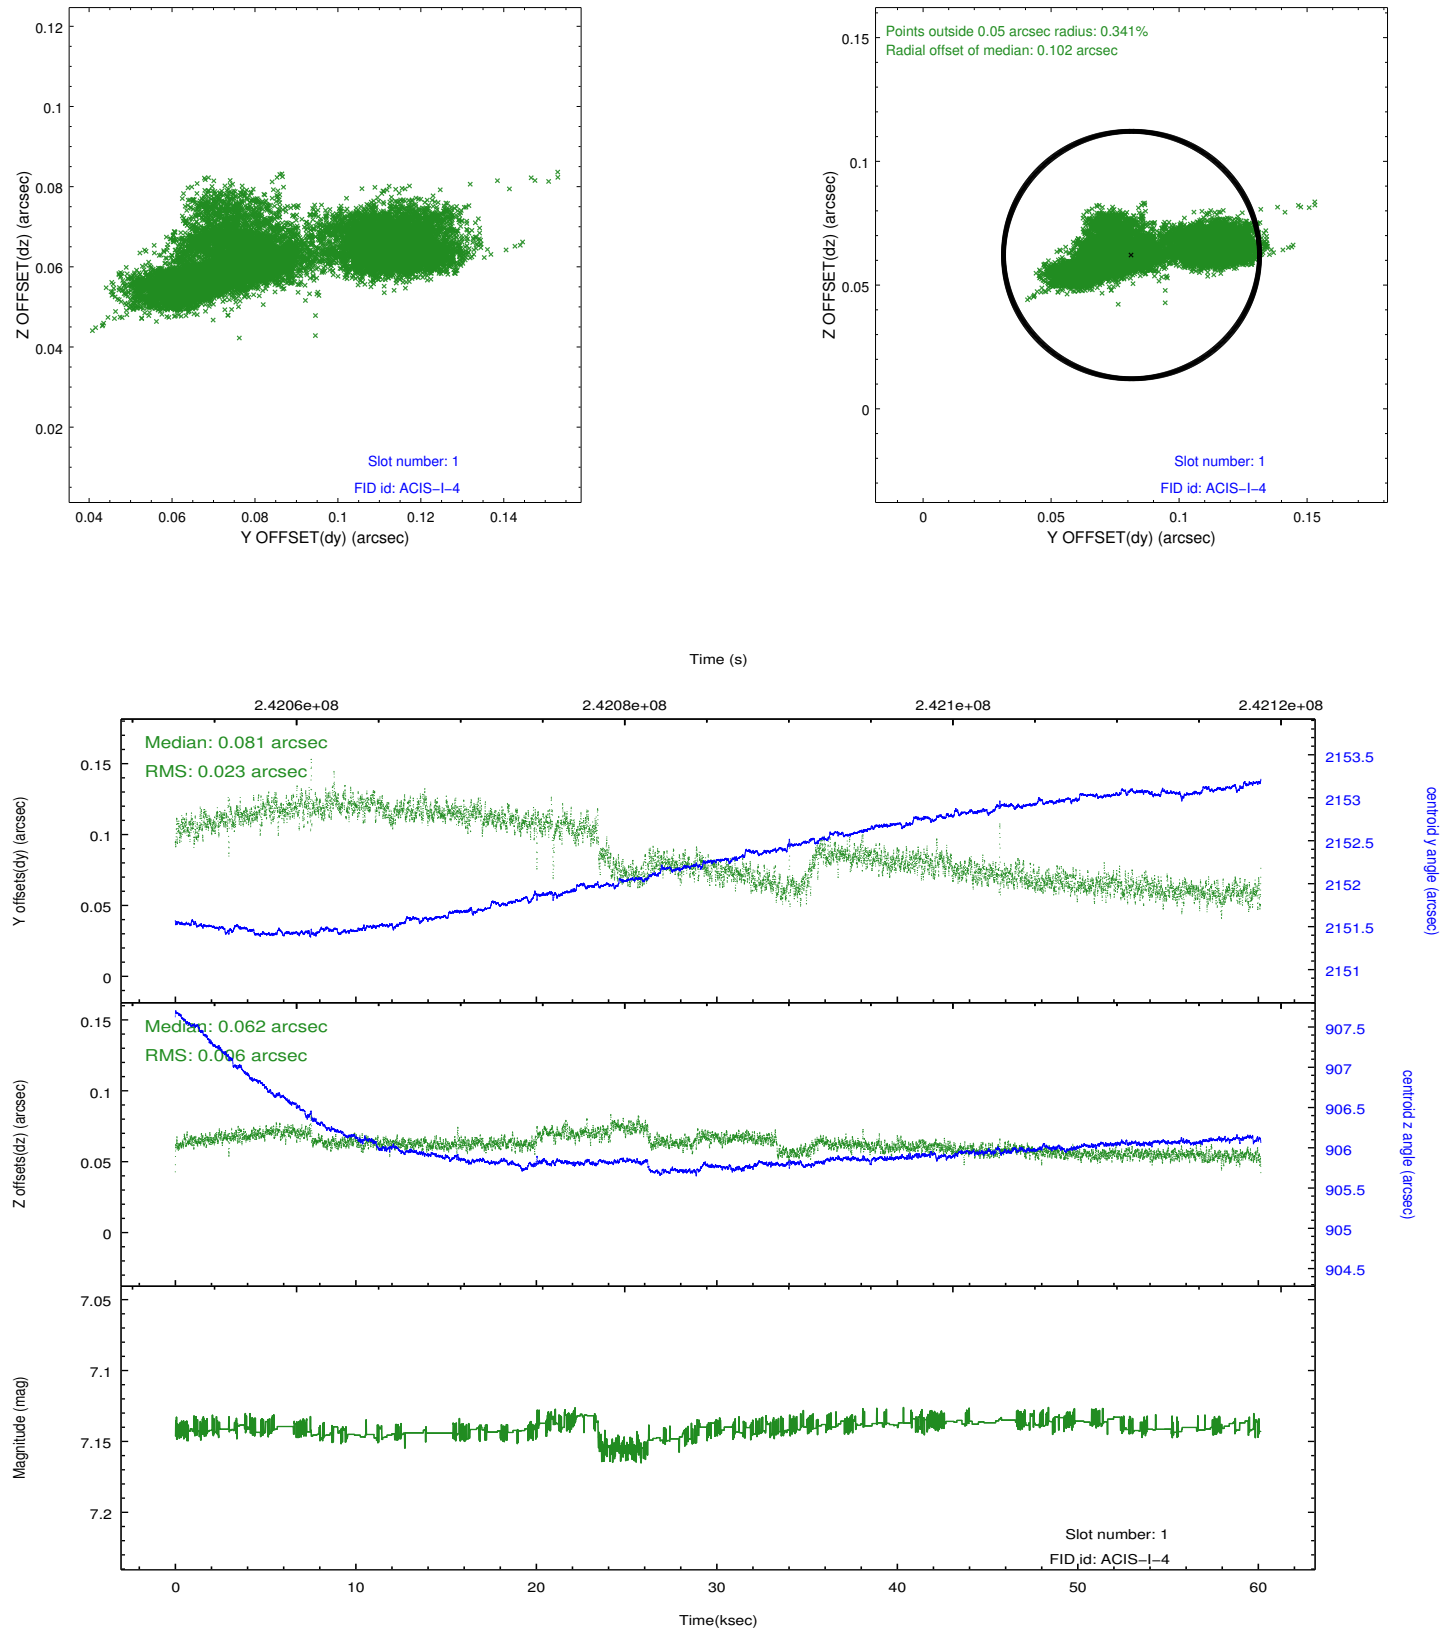 0.12
0.1
0.08
0.06
0.04
0.02
Z OFFSET(dz) (arcsec)
Slot number: 1
FID id: ACIS-I-4
0.04 0.06 0.08 0.1 0.12 0.14
Y OFFSET(dy) (arcsec)
Points outside 0.05 arcsec radius: 0.341%
Radial offset of median: 0.102 arcsec
0.15
0.1
0.05
0
Z OFFSET(dz) (arcsec)
Slot number: 1
FID id: ACIS-I-4
0 0.05 0.1 0.15
Y OFFSET(dy) (arcsec)
Time (s)
2.4206e+08 2.4208e+08 2.421e+08 2.4212e+08
Median: 0.081 arcsec
RMS: 0.023 arcsec
0.15
0.1
0.05
0
Y offsets(dy) (arcsec)
2153.5
2153
2152.5
2152
2151.5
2151
centroid y angle (arcsec)
Median: 0.062 arcsec
RMS: 0.006 arcsec
0.15
0.1
0.05
0
Z offsets(dz) (arcsec)
907.5
907
906.5
906
905.5
905
904.5
centroid z angle (arcsec)
7.05
7.1
7.15
7.2
Magnitude (mag)
Slot number: 1
FID id: ACIS-I-4
0 10 20 30 40 50 60
Time(ksec)